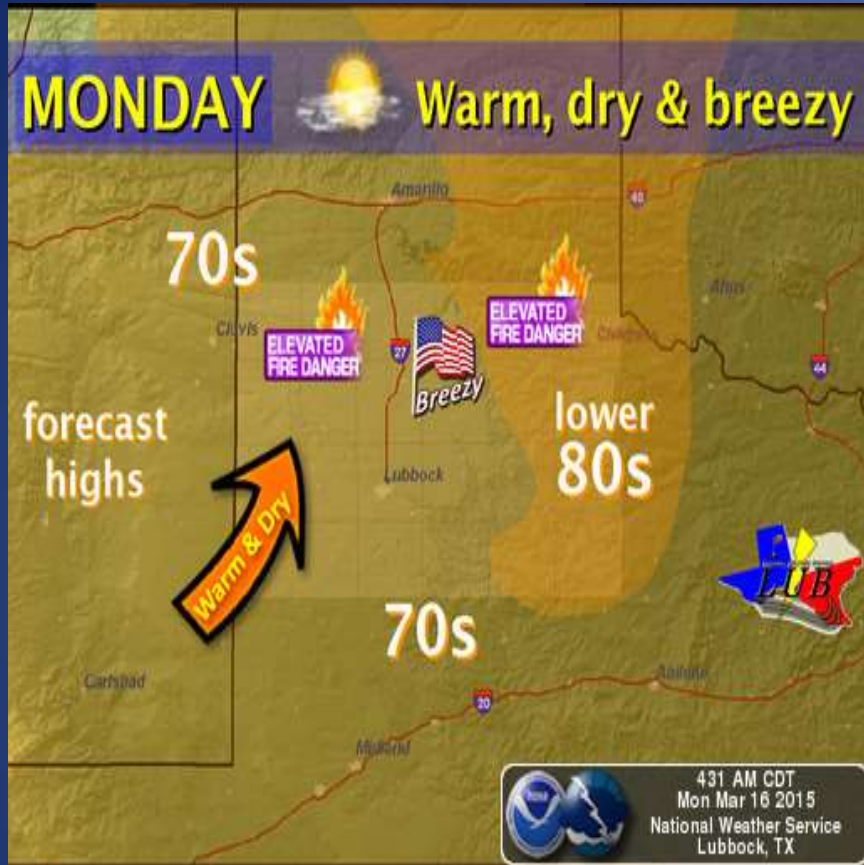 MONDAY
Warm, dry & breezy
Amarillo
40
70s
Altus
ELEVATED
FIRE DANGER
Clovis
ELEVATED
FIRE DANGER
Childress
27
Breezy
44
forecast
highs
lower
80s
Lubbock
Warm & Dry
LUB
70s
Carlsbad
Abilene
20
Midland
noaa
431 AM CDT
Mon Mar 16 2015
National Weather Service
Lubbock, TX